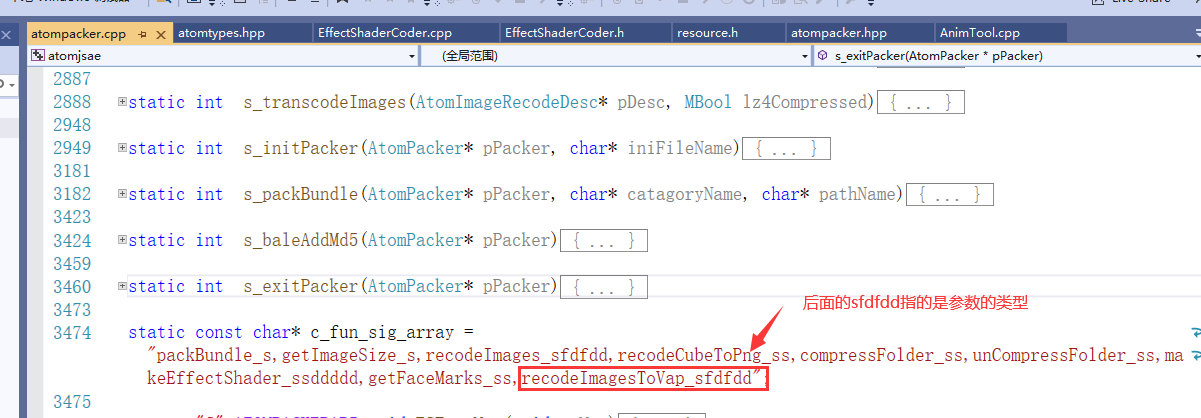 Live Share
atompacker.cpp atomtypes.hpp EffectShaderCoder.cpp EffectShaderCoder.h resource.h atompacker.hpp AnimTool.cpp
atomjsae (全局范围) s_exitPacker(AtomPacker * pPacker)
2887
2888 static int s_transcodeImages(AtomImageRecodeDesc* pDesc, MBool lz4Compressed){ ... }
2948
2949 static int s_initPacker(AtomPacker* pPacker, char* iniFileName){ ... }
3181
3182 static int s_packBundle(AtomPacker* pPacker, char* catagoryName, char* pathName){ ... }
3423
3424 static int s_baleAddMd5(AtomPacker* pPacker){ ... }
3459
3460 static int s_exitPacker(AtomPacker* pPacker){ ... }
3473
后面的sfdfdd指的是参数的类型
3474 static const char* c_fun_sig_array =
"packBundle_s,getImageSize_s,recodeImages_sfdfdd,recodeCubeToPng_ss,compressFolder_ss,unCompressFolder_ss,ma
keEffectShader_ssddddd,getFaceMarks_ss,recodeImagesToVap_sfdfdd";
3475